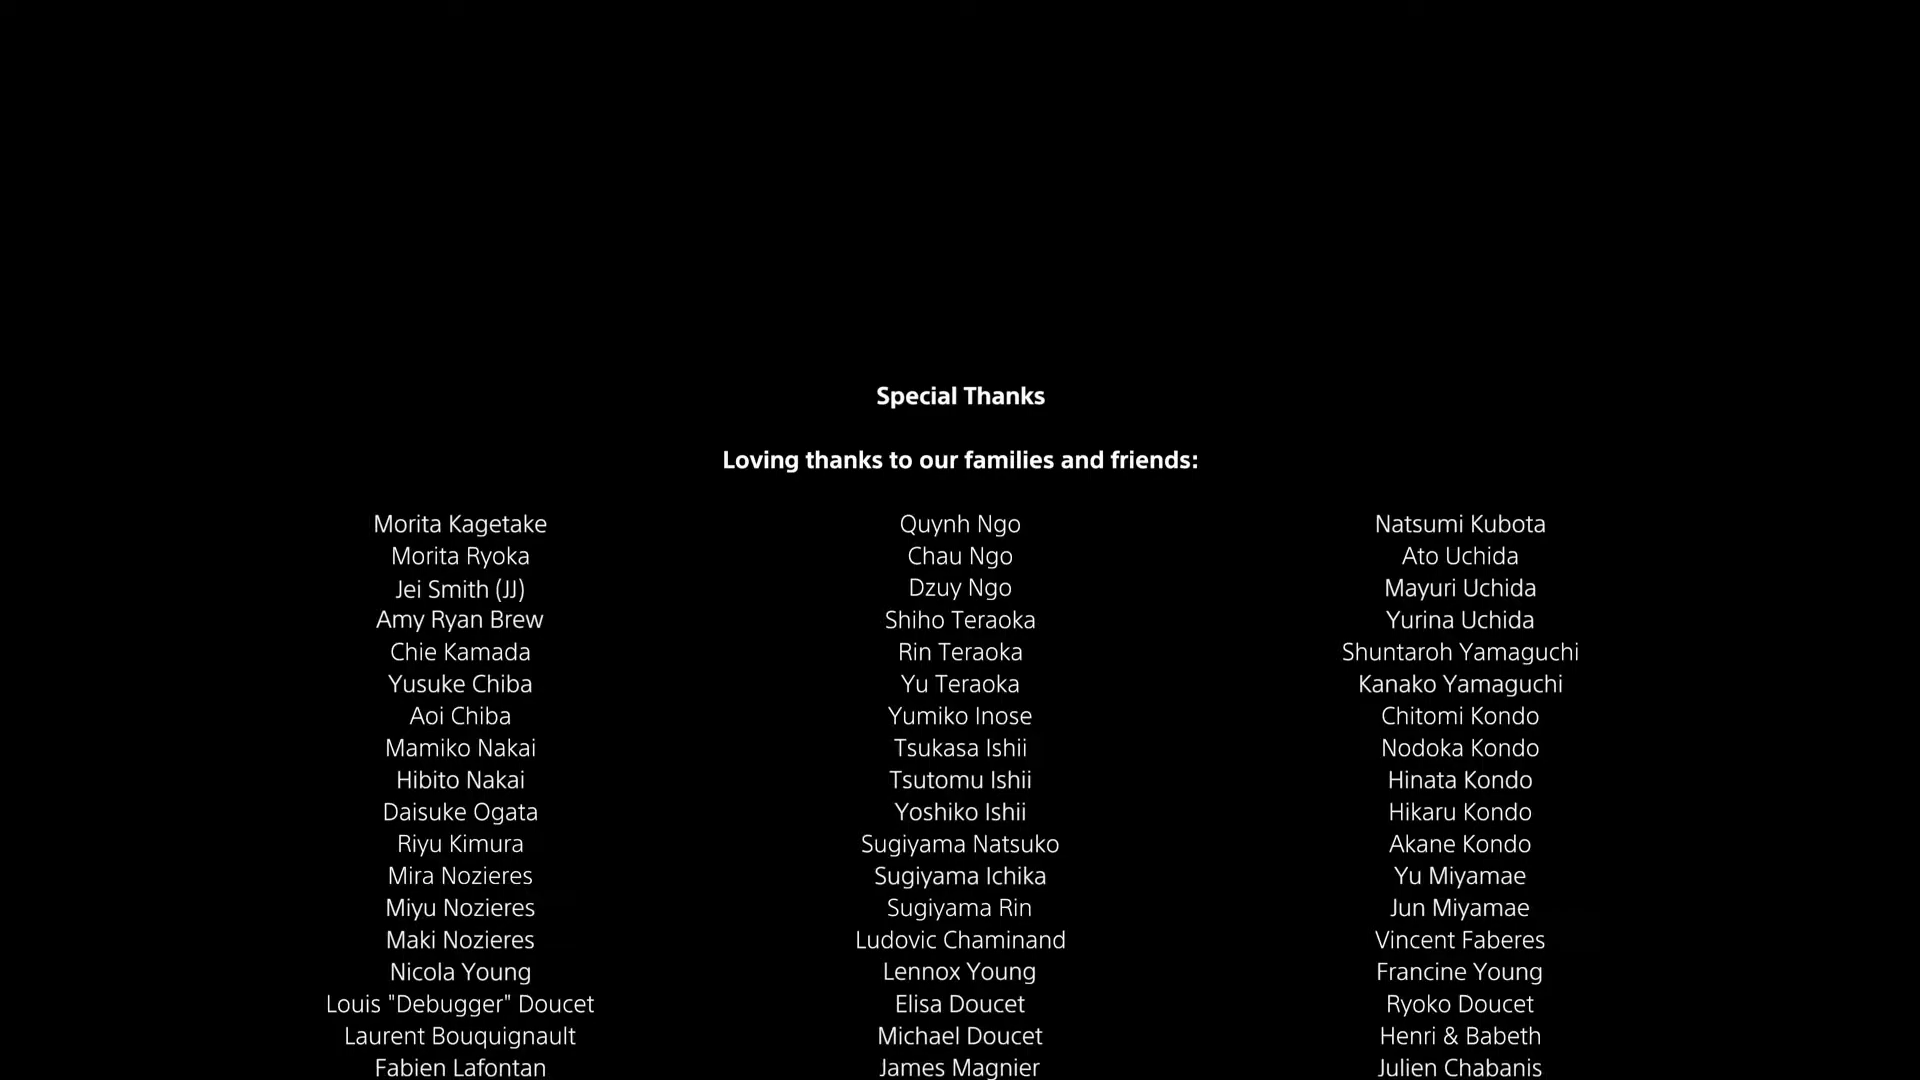 Special Thanks
Loving thanks to our families and friends:
Morita Kagetake Quynh Ngo Natsumi Kubota
Morita Ryoka Chau Ngo Ato Uchida
Jei Smith (JJ) Dzuy Ngo Mayuri Uchida
Amy Ryan Brew Shiho Teraoka Yurina Uchida
Chie Kamada Rin Teraoka Shuntaroh Yamaguchi
Yusuke Chiba Yu Teraoka Kanako Yamaguchi
Aoi Chiba Yumiko Inose Chitomi Kondo
Mamiko Nakai Tsukasa Ishii Nodoka Kondo
Hibito Nakai Tsutomu Ishii Hinata Kondo
Daisuke Ogata Yoshiko Ishii Hikaru Kondo
Riyu Kimura Sugiyama Natsuko Akane Kondo
Mira Nozieres Sugiyama Ichika Yu Miyamae
Miyu Nozieres Sugiyama Rin Jun Miyamae
Maki Nozieres Ludovic Chaminand Vincent Faberes
Nicola Young Lennox Young Francine Young
Louis "Debugger" Doucet Elisa Doucet Ryoko Doucet
Laurent Bouquignault Michael Doucet Henri & Babeth
Fabien Lafontan James Magnier Julien Chabanis